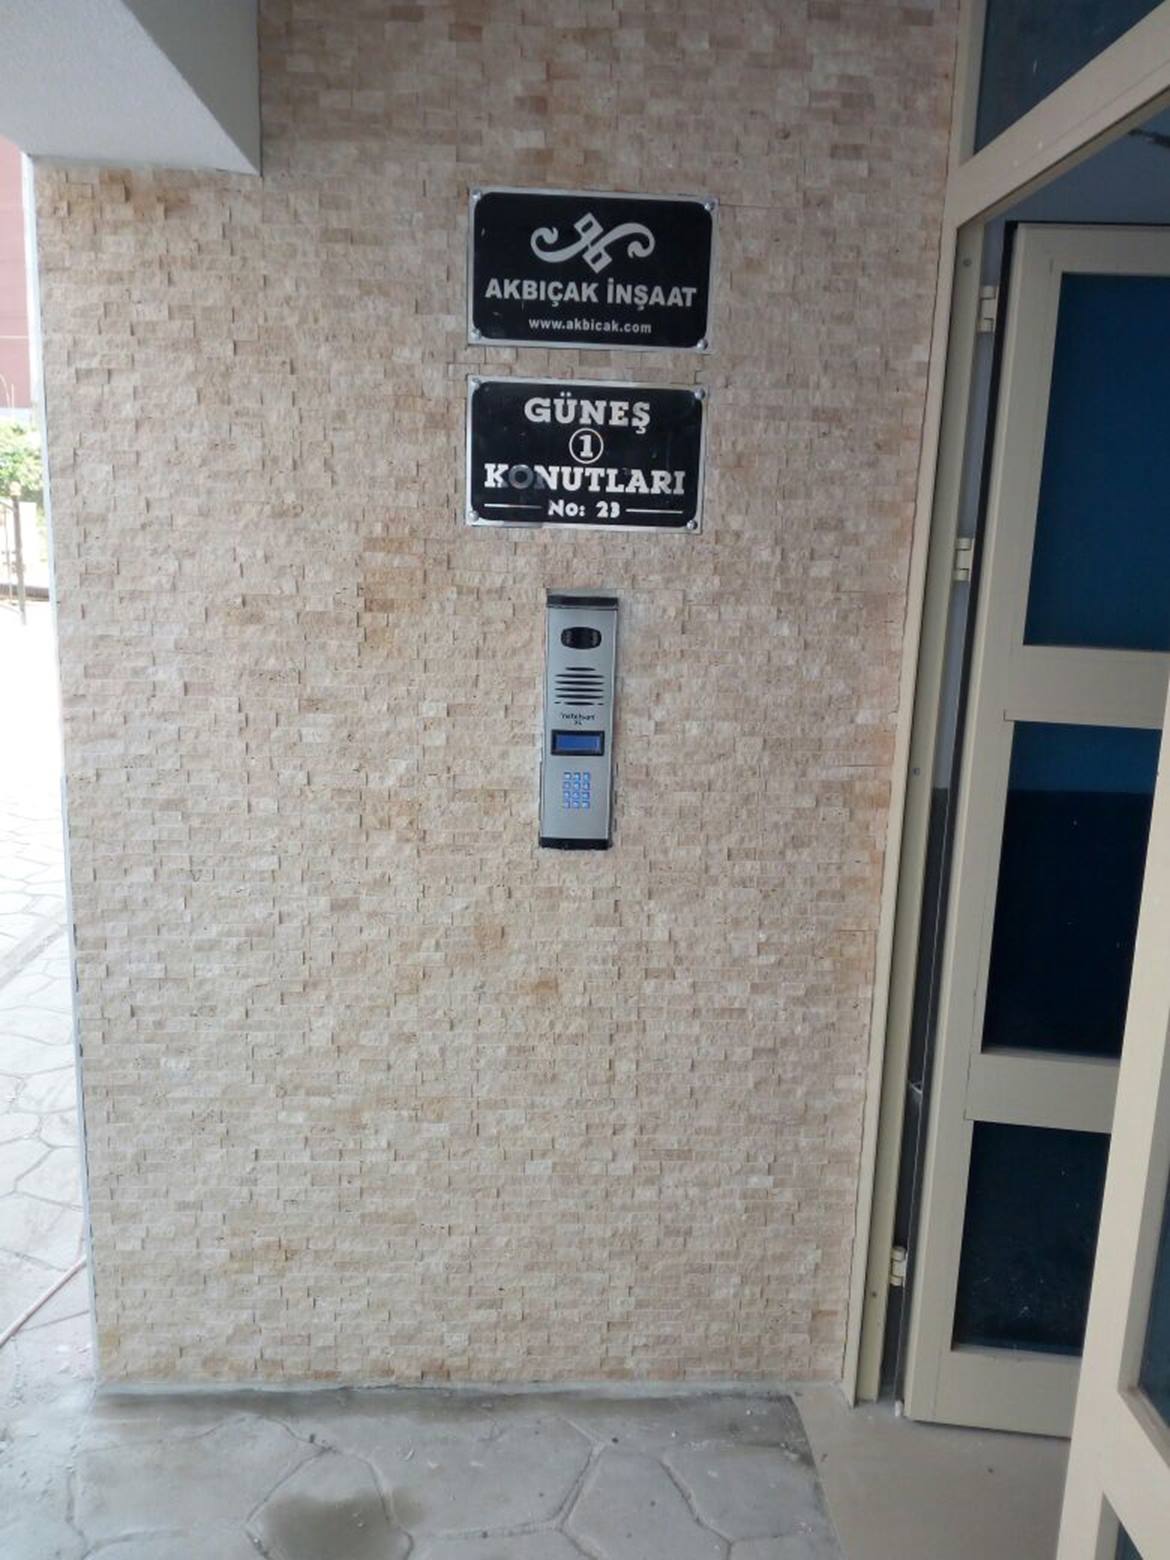 AKBIÇAK İNŞAAT
www.akbicak.com
GÜNEŞ
1
KONUTLARI
No: 23